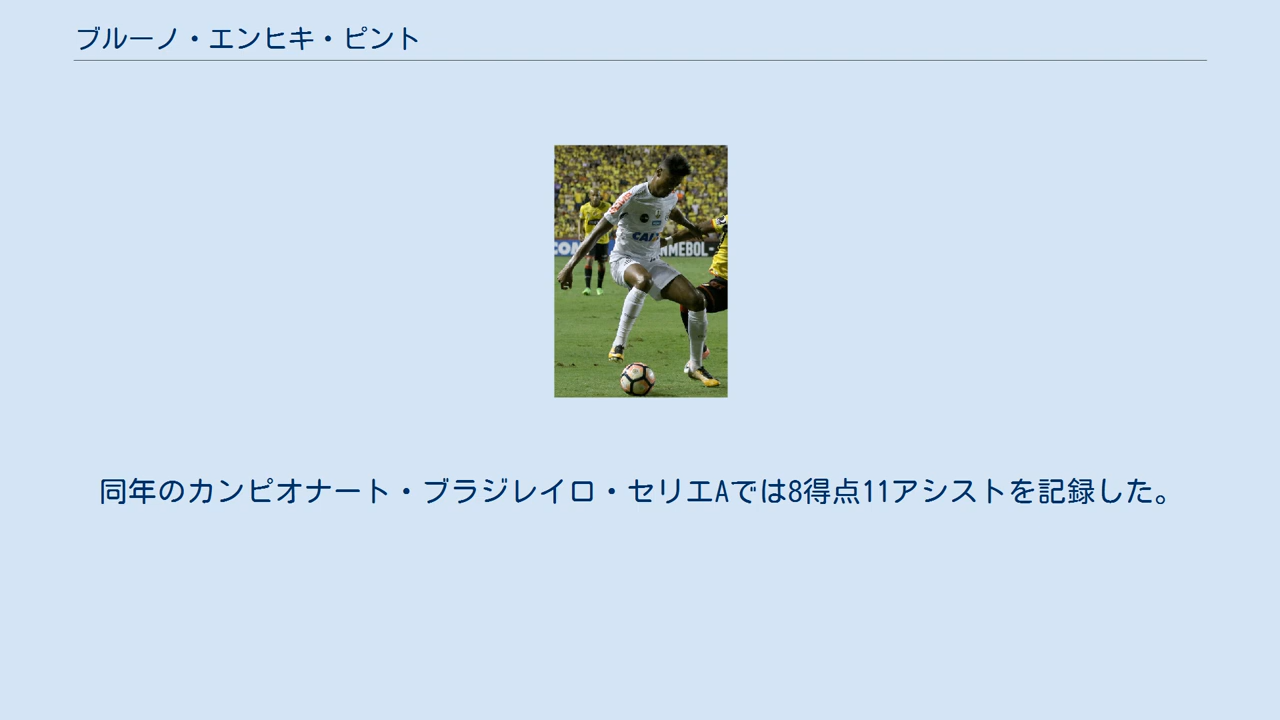 ブルーノ・エンヒキ・ピント
CAIXA
同年のカンピオナート・ブラジレイロ・セリエAでは8得点11アシストを記録した。